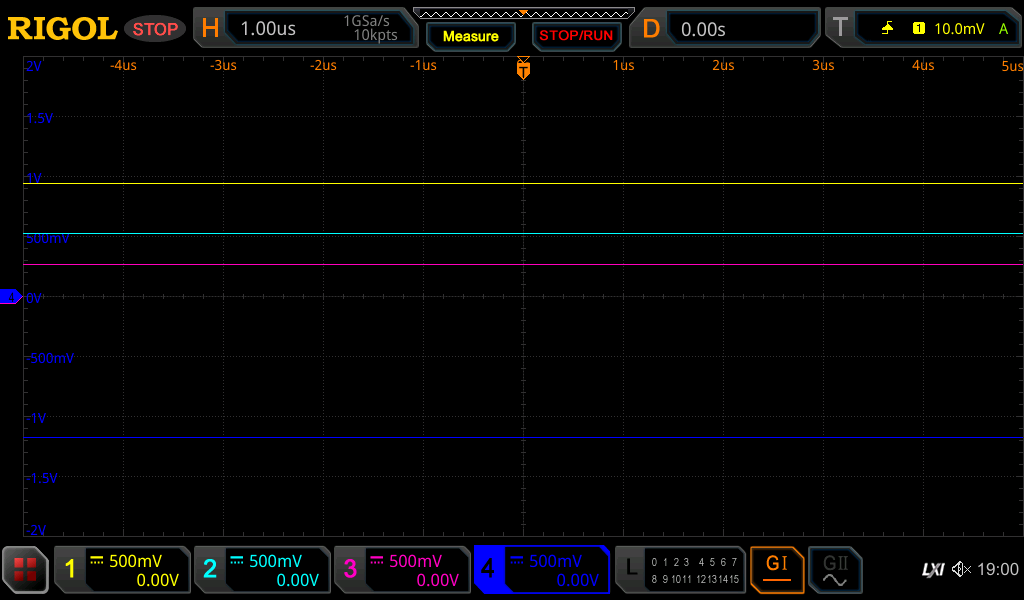 RIGOL STOP H 1.00us 1GSa/s 10kpts Measure STOP/RUN D 0.00s T 1 10.0mV A
2V -4us -3us -2us -1us T 1us 2us 3us 4us 5us
1.5V
1V
500mV
4 0V
-500mV
-1V
-1.5V
-2V
1 500mV 0.00V 2 500mV 0.00V 3 500mV 0.00V 4 500mV 0.00V L 0 1 2 3 4 5 6 7 GI GII
8 9 10 11 12 13 14 15 LXI 19:00